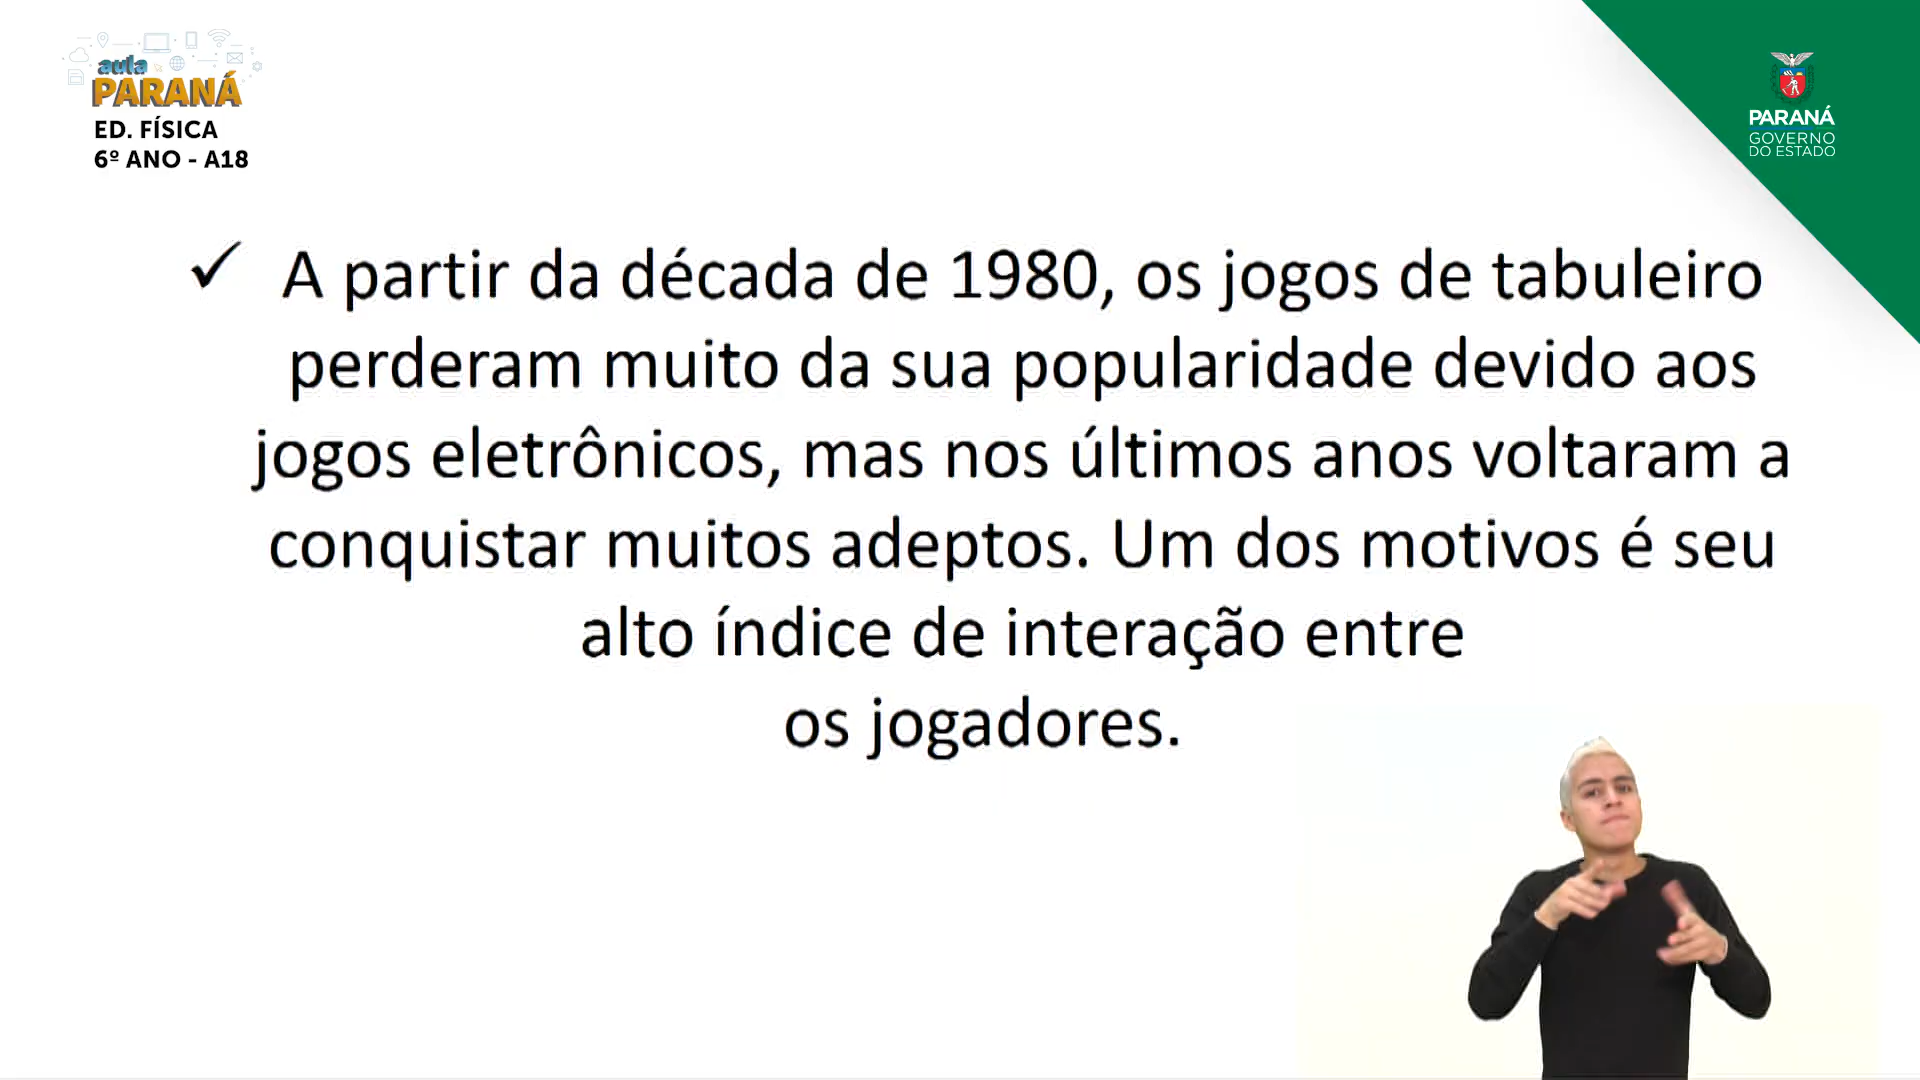 aula
PARANÁ
ED. FÍSICA
6º ANO - A18
PARANÁ
GOVERNO
DO ESTADO
✓ A partir da década de 1980, os jogos de tabuleiro
perderam muito da sua popularidade devido aos
jogos eletrônicos, mas nos últimos anos voltaram a
conquistar muitos adeptos. Um dos motivos é seu
alto índice de interação entre
os jogadores.